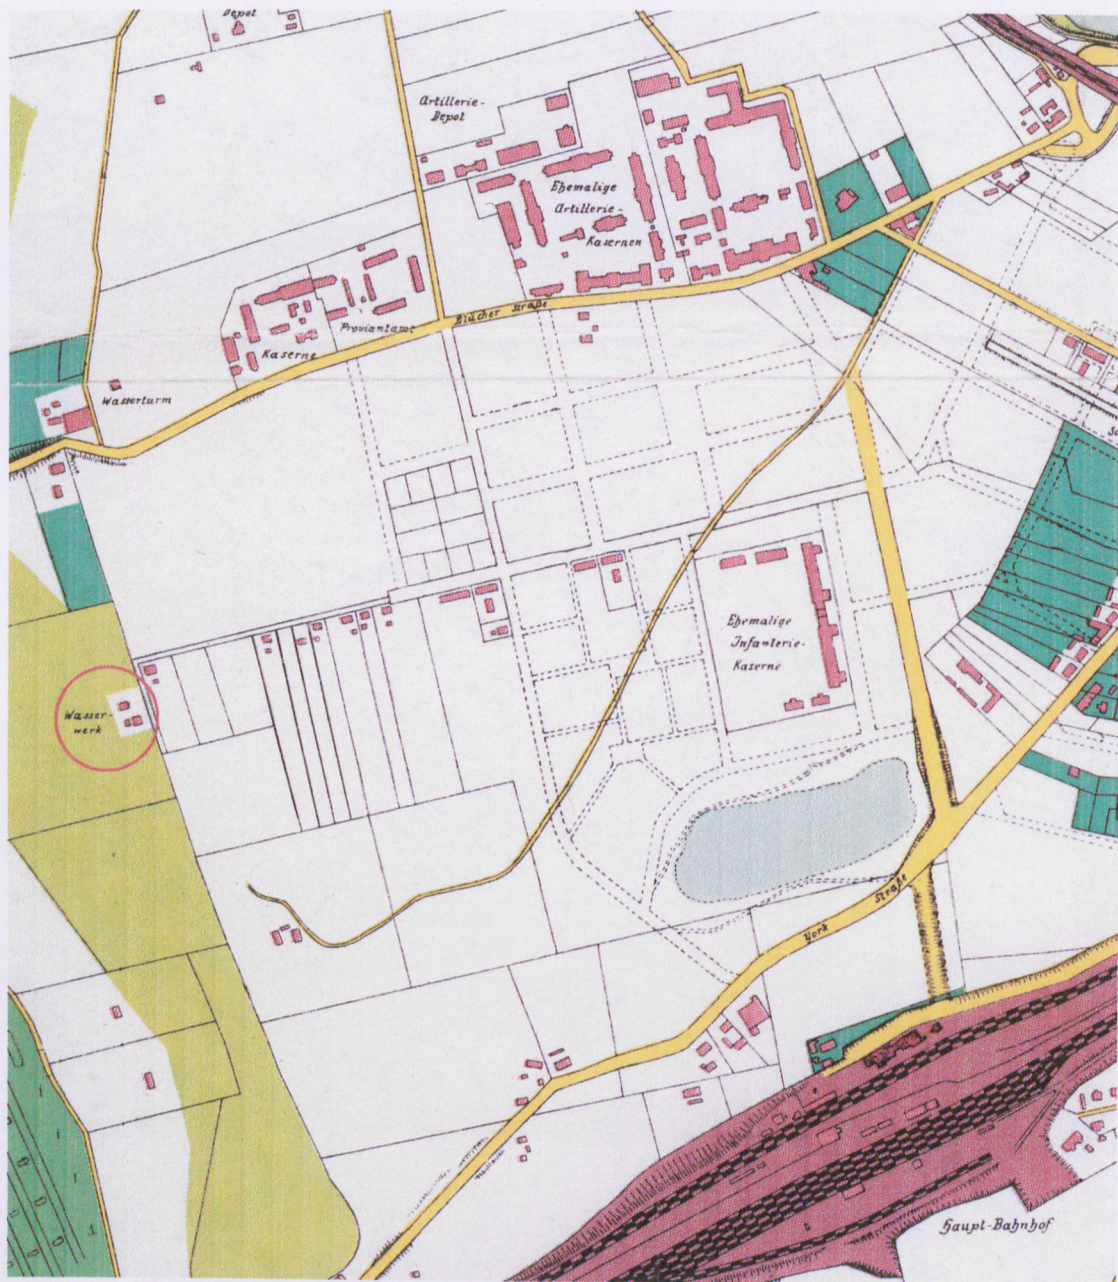 Depot
Artillerie-
Depot
Ehemalige
Artillerie-
Kasernen
Blücher Straße
Proviantamt
Kaserne
Wasserturm
Ehemalige
Infanterie-
Kaserne
Wasser-
werk
York Straße
Haupt-Bahnhof